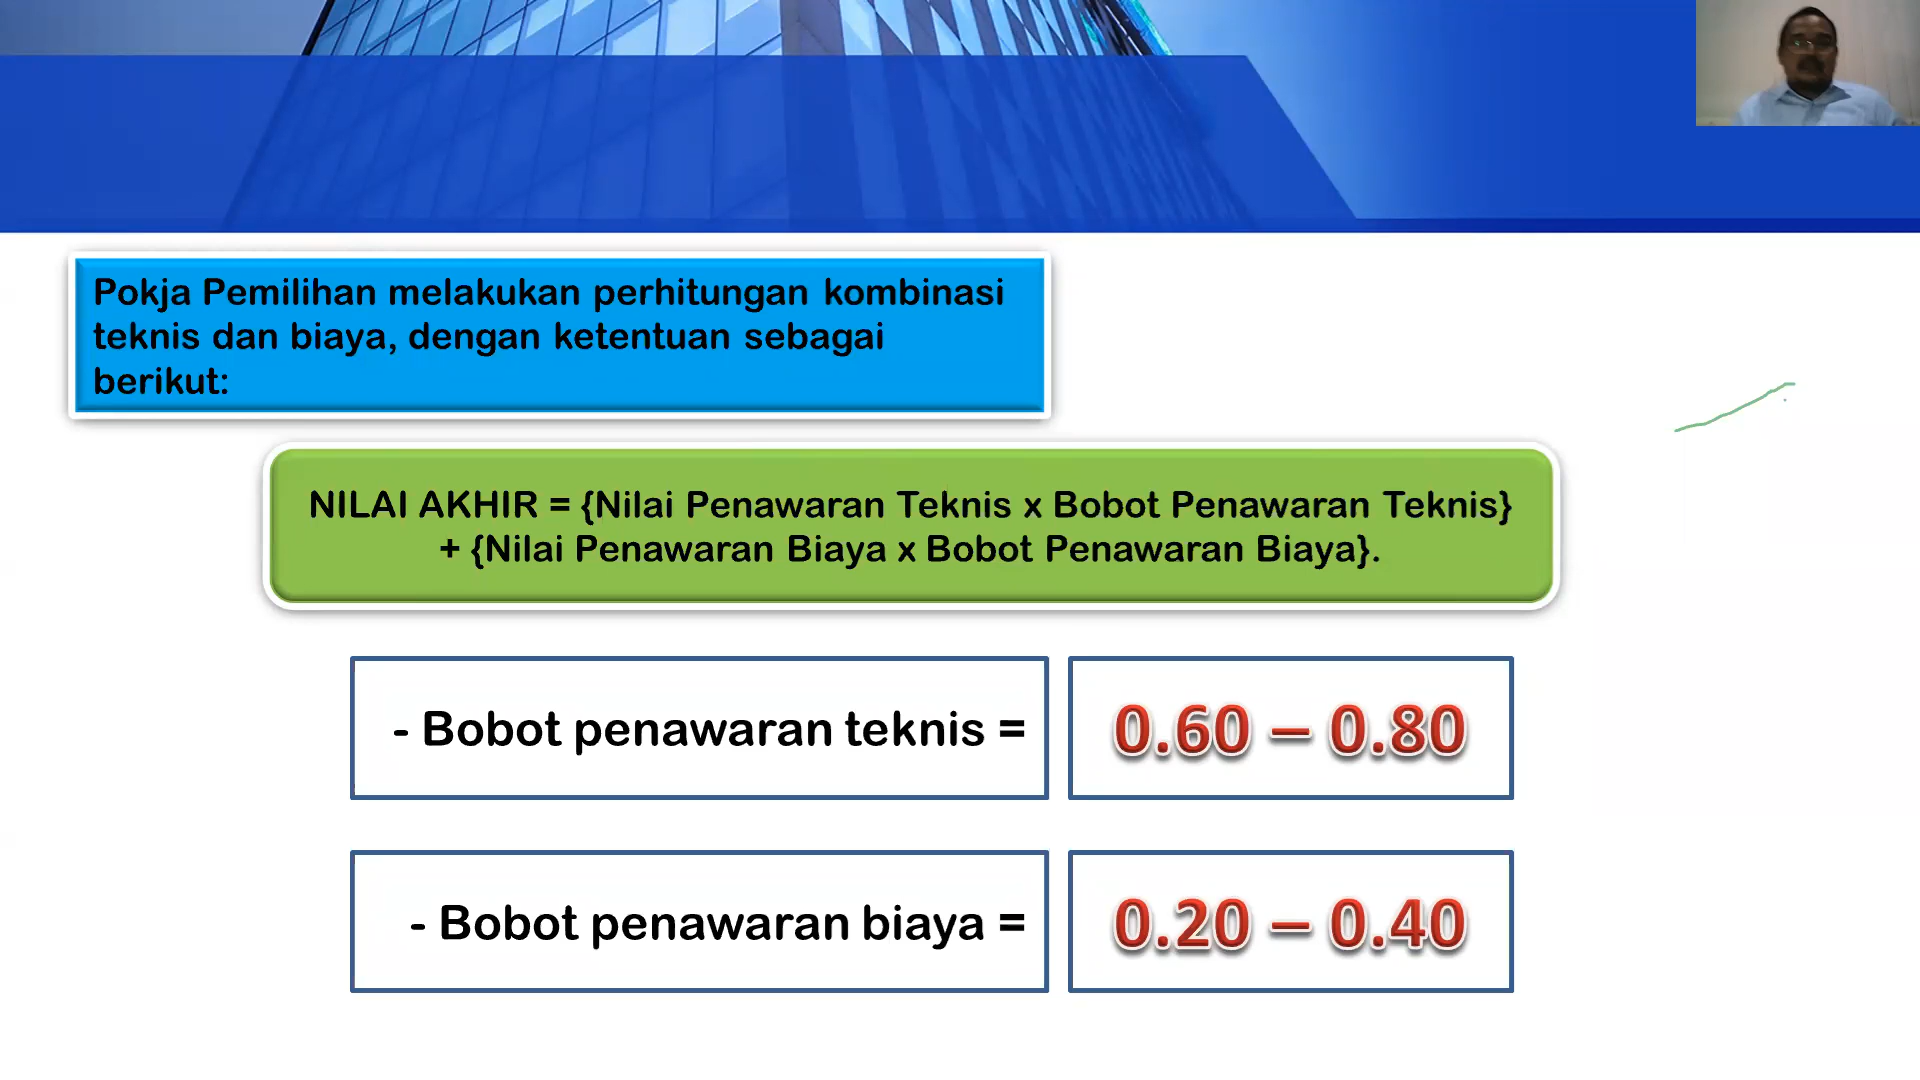 Pokja Pemilihan melakukan perhitungan kombinasi
teknis dan biaya, dengan ketentuan sebagai
berikut:
NILAI AKHIR = {Nilai Penawaran Teknis x Bobot Penawaran Teknis}
+ {Nilai Penawaran Biaya x Bobot Penawaran Biaya}.
- Bobot penawaran teknis =
0.60 – 0.80
- Bobot penawaran biaya =
0.20 – 0.40